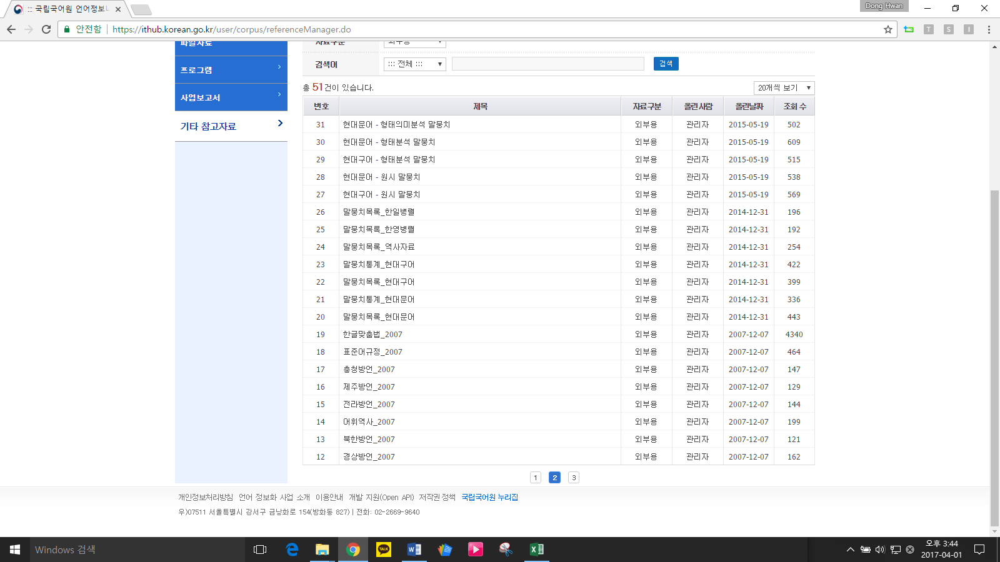 Dong Hwan
::: 국립국어원 언어정보
안전함 https://ithub.korean.go.kr/user/corpus/referenceManager.do
T S I
파일자료
프로그램
사업보고서
기타 참고자료
자료구분 외부용
검색어 ::: 전체 ::: 검색
총 51건이 있습니다. 20개씩 보기
번호 제목 자료구분 올린사람 올린날짜 조회 수
31 현대문어 - 형태의미분석 말뭉치 외부용 관리자 2015-05-19 502
30 현대문어 - 형태분석 말뭉치 외부용 관리자 2015-05-19 609
29 현대구어 - 형태분석 말뭉치 외부용 관리자 2015-05-19 515
28 현대문어 - 원시 말뭉치 외부용 관리자 2015-05-19 538
27 현대구어 - 원시 말뭉치 외부용 관리자 2015-05-19 569
26 말뭉치목록_한일병렬 외부용 관리자 2014-12-31 196
25 말뭉치목록_한영병렬 외부용 관리자 2014-12-31 192
24 말뭉치목록_역사자료 외부용 관리자 2014-12-31 254
23 말뭉치통계_현대구어 외부용 관리자 2014-12-31 422
22 말뭉치목록_현대구어 외부용 관리자 2014-12-31 399
21 말뭉치통계_현대문어 외부용 관리자 2014-12-31 336
20 말뭉치목록_현대문어 외부용 관리자 2014-12-31 443
19 한글맞춤법_2007 외부용 관리자 2007-12-07 4340
18 표준어규정_2007 외부용 관리자 2007-12-07 464
17 충청방언_2007 외부용 관리자 2007-12-07 147
16 제주방언_2007 외부용 관리자 2007-12-07 129
15 전라방언_2007 외부용 관리자 2007-12-07 144
14 어휘역사_2007 외부용 관리자 2007-12-07 199
13 북한방언_2007 외부용 관리자 2007-12-07 121
12 경상방언_2007 외부용 관리자 2007-12-07 162
1 2 3
개인정보처리방침 언어 정보화 사업 소개 이용안내 개발 지원(Open API) 저작권 정책 국립국어원 누리집
우)07511 서울특별시 강서구 금낭화로 154(방화동 827) | 전화: 02-2669-9640
Windows 검색
TALK
오후 3:44
2017-04-01